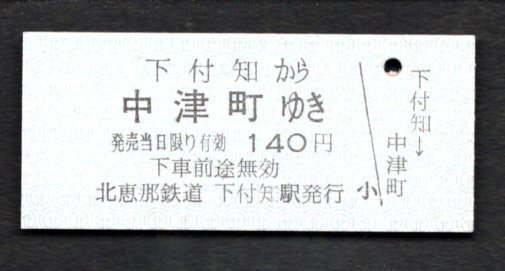 下付知から
中津町ゆき
発売当日限り有効 140円
下車前途無効
北恵那鉄道 下付知駅発行 小
下付知→中津町